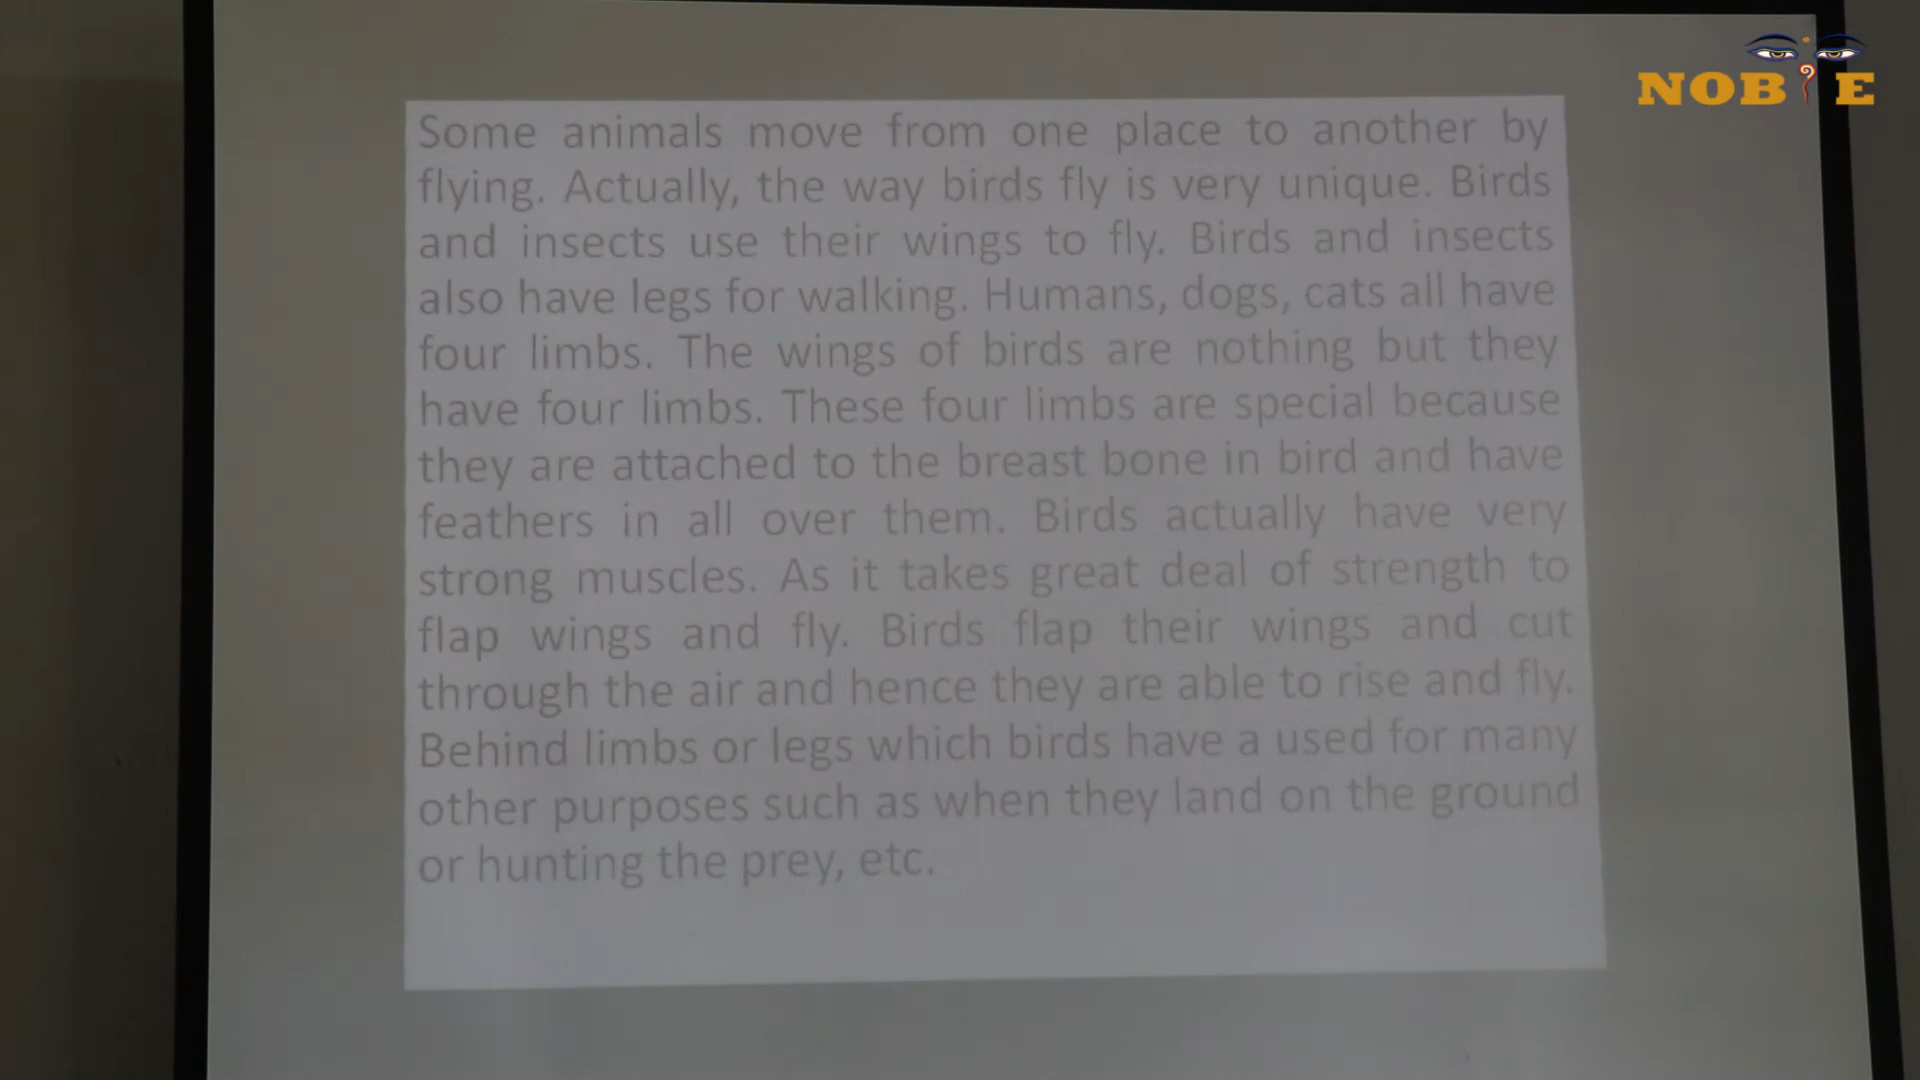 NOBLE
Some animals move from one place to another by
flying. Actually, the way birds fly is very unique. Birds
and insects use their wings to fly. Birds and insects
also have legs for walking. Humans, dogs, cats all have
four limbs. The wings of birds are nothing but they
have four limbs. These four limbs are special because
they are attached to the breast bone in bird and have
feathers in all over them. Birds actually have very
strong muscles. As it takes great deal of strength to
flap wings and fly. Birds flap their wings and cut
through the air and hence they are able to rise and fly.
Behind limbs or legs which birds have a used for many
other purposes such as when they land on the ground
or hunting the prey, etc.